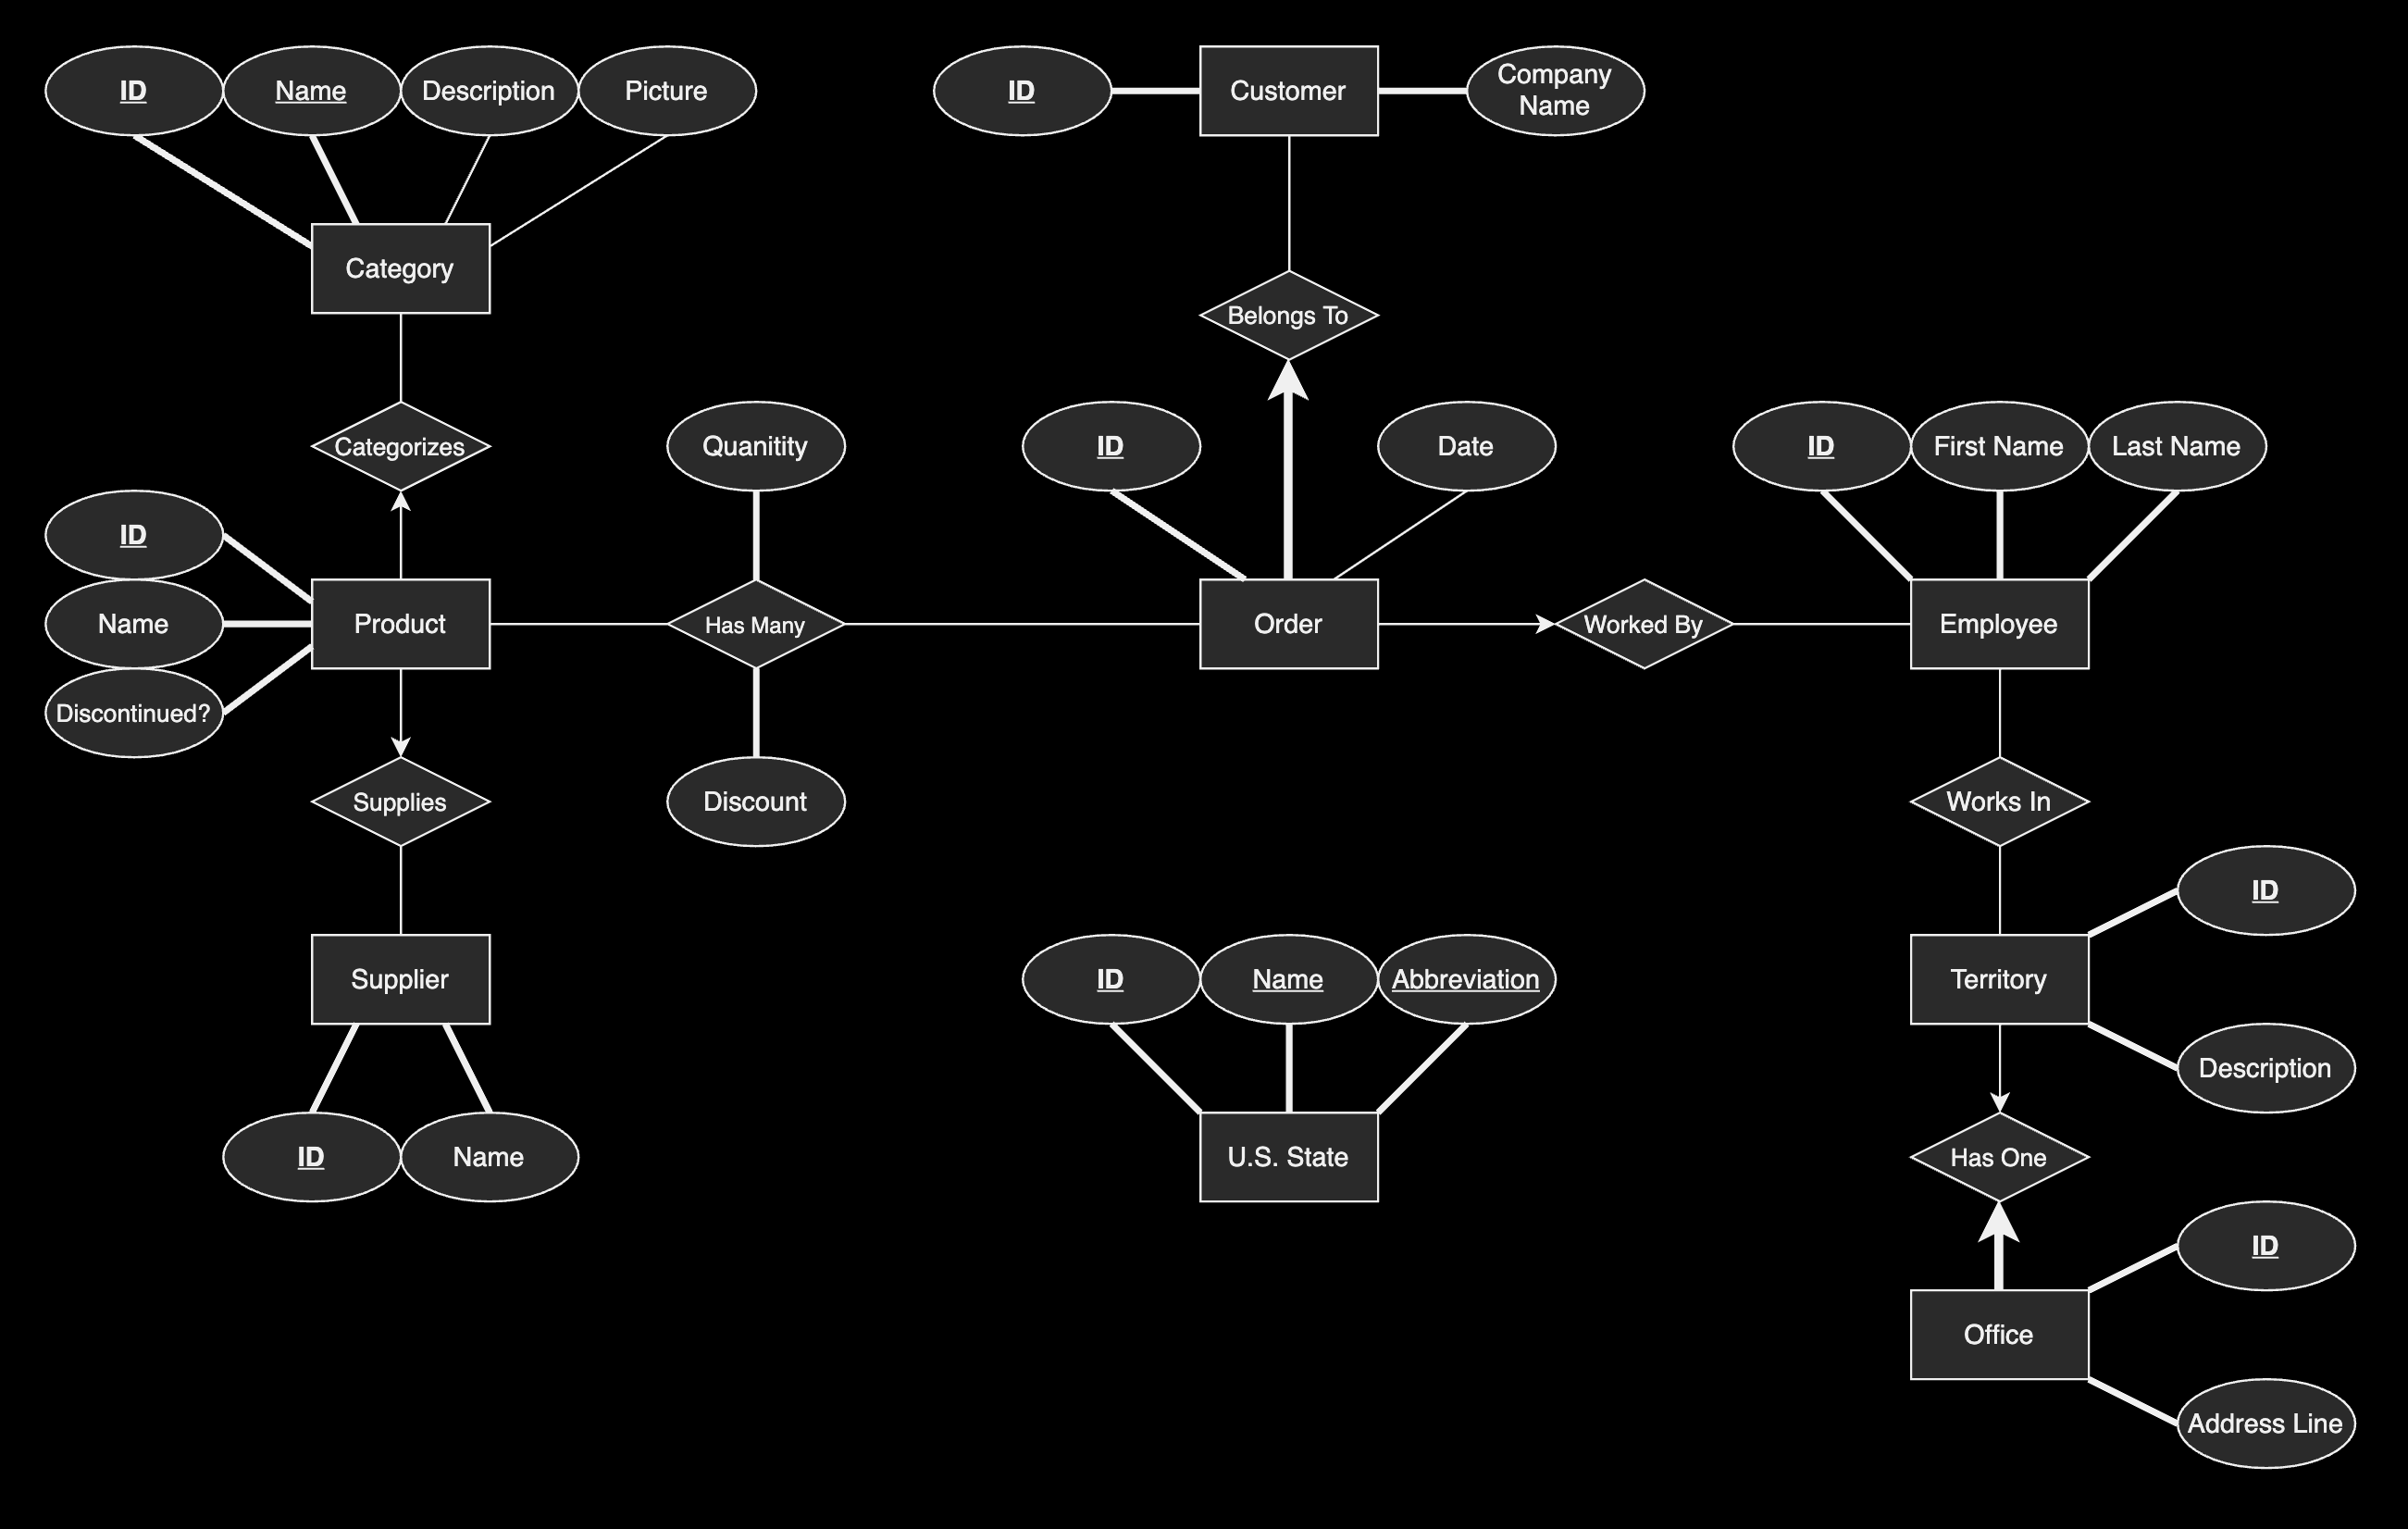 ID
Name
Description
Picture
ID
Customer
Company
Name
Category
Belongs To
Categorizes
Quanitity
ID
Date
ID
First Name
Last Name
ID
Name
Product
Has Many
Order
Worked By
Employee
Discontinued?
Supplies
Discount
Works In
ID
Supplier
ID
Name
Abbreviation
Territory
Description
ID
Name
U.S. State
Has One
ID
Office
Address Line